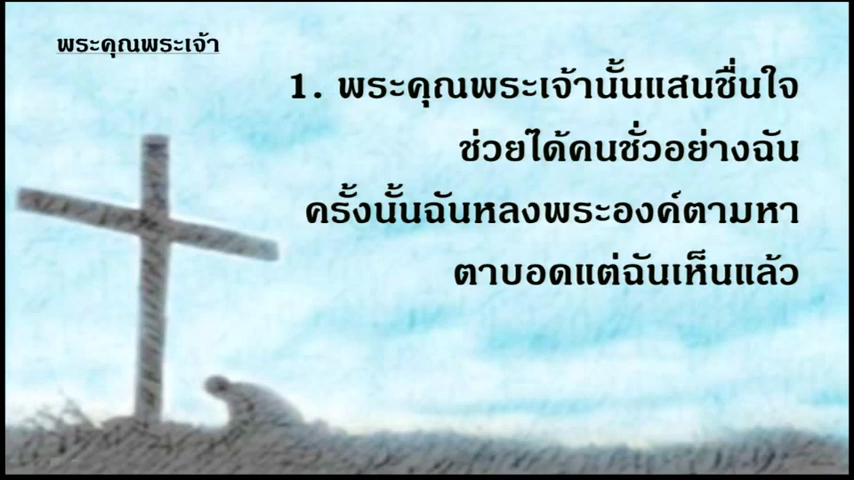 พระคุณพระเจ้า
1. พระคุณพระเจ้านั้นแสนชื่นใจ
ช่วยได้คนชั่วอย่างฉัน
ครั้งนั้นฉันหลงพระองค์ตามหา
ตาบอดแต่ฉันเห็นแล้ว